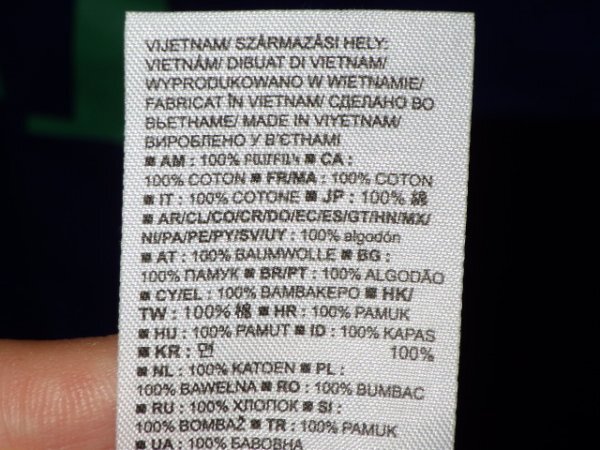 VIJETNAM/ SZÁRMAZÁSI HELY:
VIETNÁM/ DIBUAT DI VIETNAM/
WYPRODUKOWANO W WIETNAMIE/
FABRICAT ÎN VIETNAM/ СДЕЛАНО ВО
ВЬЕТНАМЕ/ MADE IN VIYETNAM/
ВИРОБЛЕНО У В'ЄТНАМІ
■ AM : 100% ■ CA :
100% COTON ■ FR/MA : 100% COTON
■ IT : 100% COTONE ■ JP : 100% 綿
■ AR/CL/CO/CR/DO/EC/ES/GT/HN/MX/
NI/PA/PE/PY/SV/UY : 100% algodón
■ AT : 100% BAUMWOLLE ■ BG :
100% ПАМУК ■ BR/PT : 100% ALGODÃO
■ CY/EL : 100% ΒΑΜΒΑΚΕΡΟ ■ HK/
TW : 100% 棉 ■ HR : 100% PAMUK
■ HU : 100% PAMUT ■ ID : 100% KAPAS
■ KR : 면 100%
■ NL : 100% KATOEN ■ PL :
100% BAWEŁNA ■ RO : 100% BUMBAC
■ RU : 100% ХЛОПОК ■ SI :
100% BOMBAŽ ■ TR : 100% PAMUK
■ UA : 100% БАВОВНА